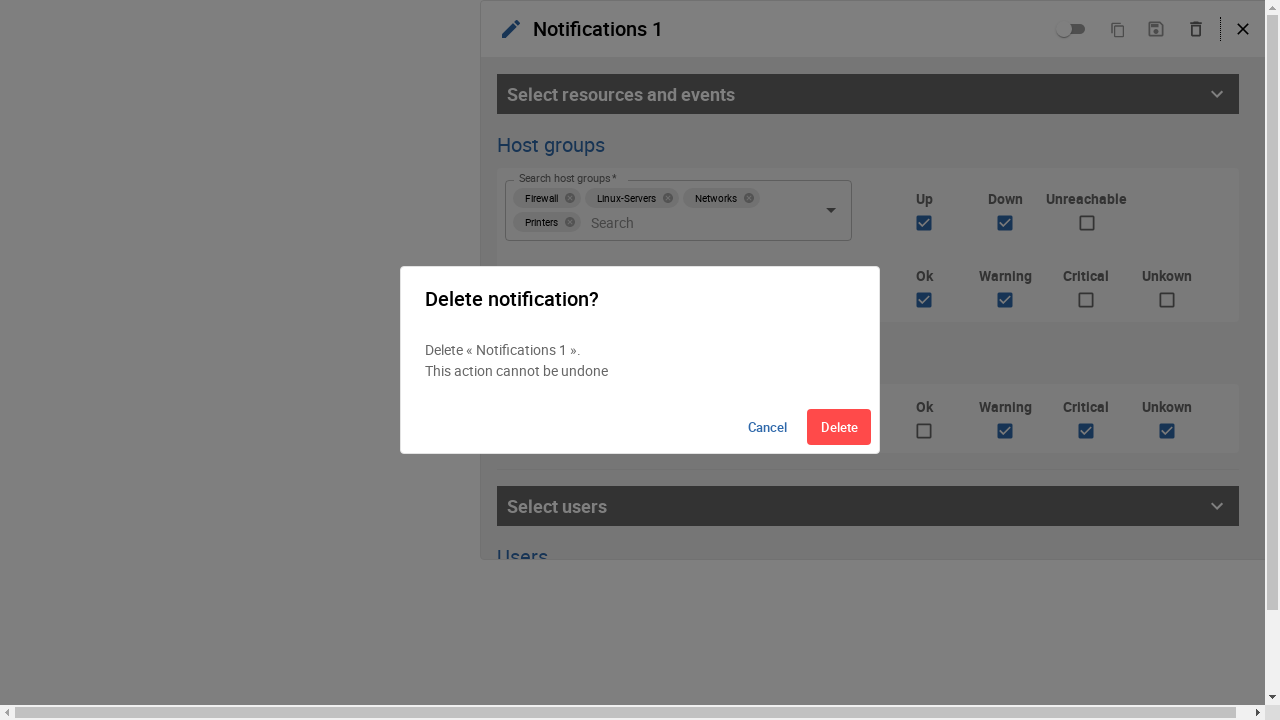 Notifications 1
Select resources and events
Host groups
Search host groups *
Firewall Linux-Servers Networks
Printers Search
Up Down Unreachable
Ok Warning Critical Unkown
Delete notification?
Delete « Notifications 1 ».
This action cannot be undone
Cancel Delete
Ok Warning Critical Unkown
Select users
Users